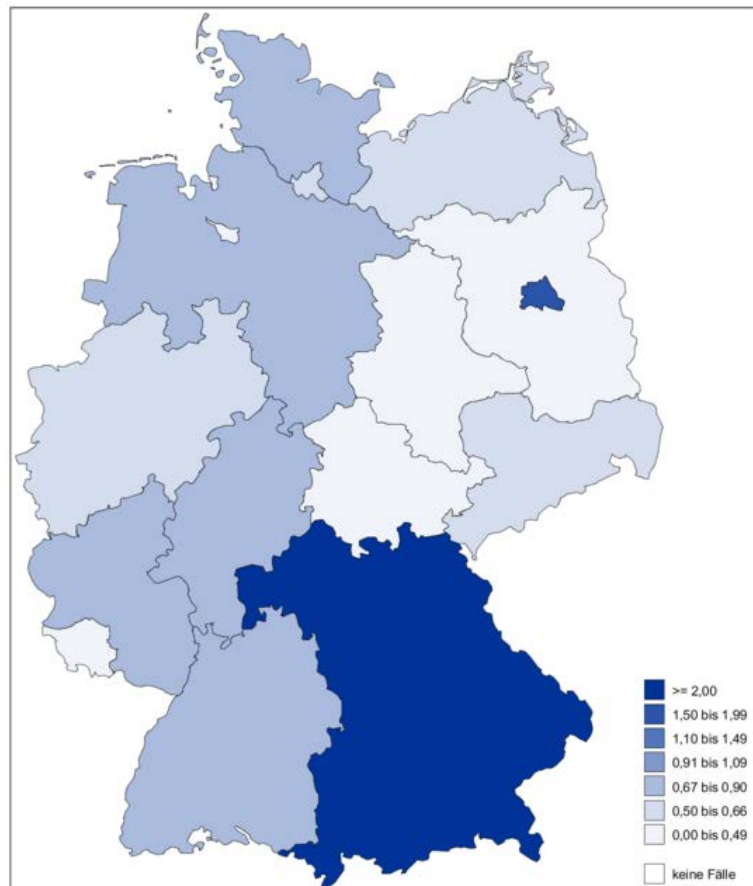 >= 2,00
1,50 bis 1,99
1,10 bis 1,49
0,91 bis 1,09
0,67 bis 0,90
0,50 bis 0,66
0,00 bis 0,49
keine Fälle